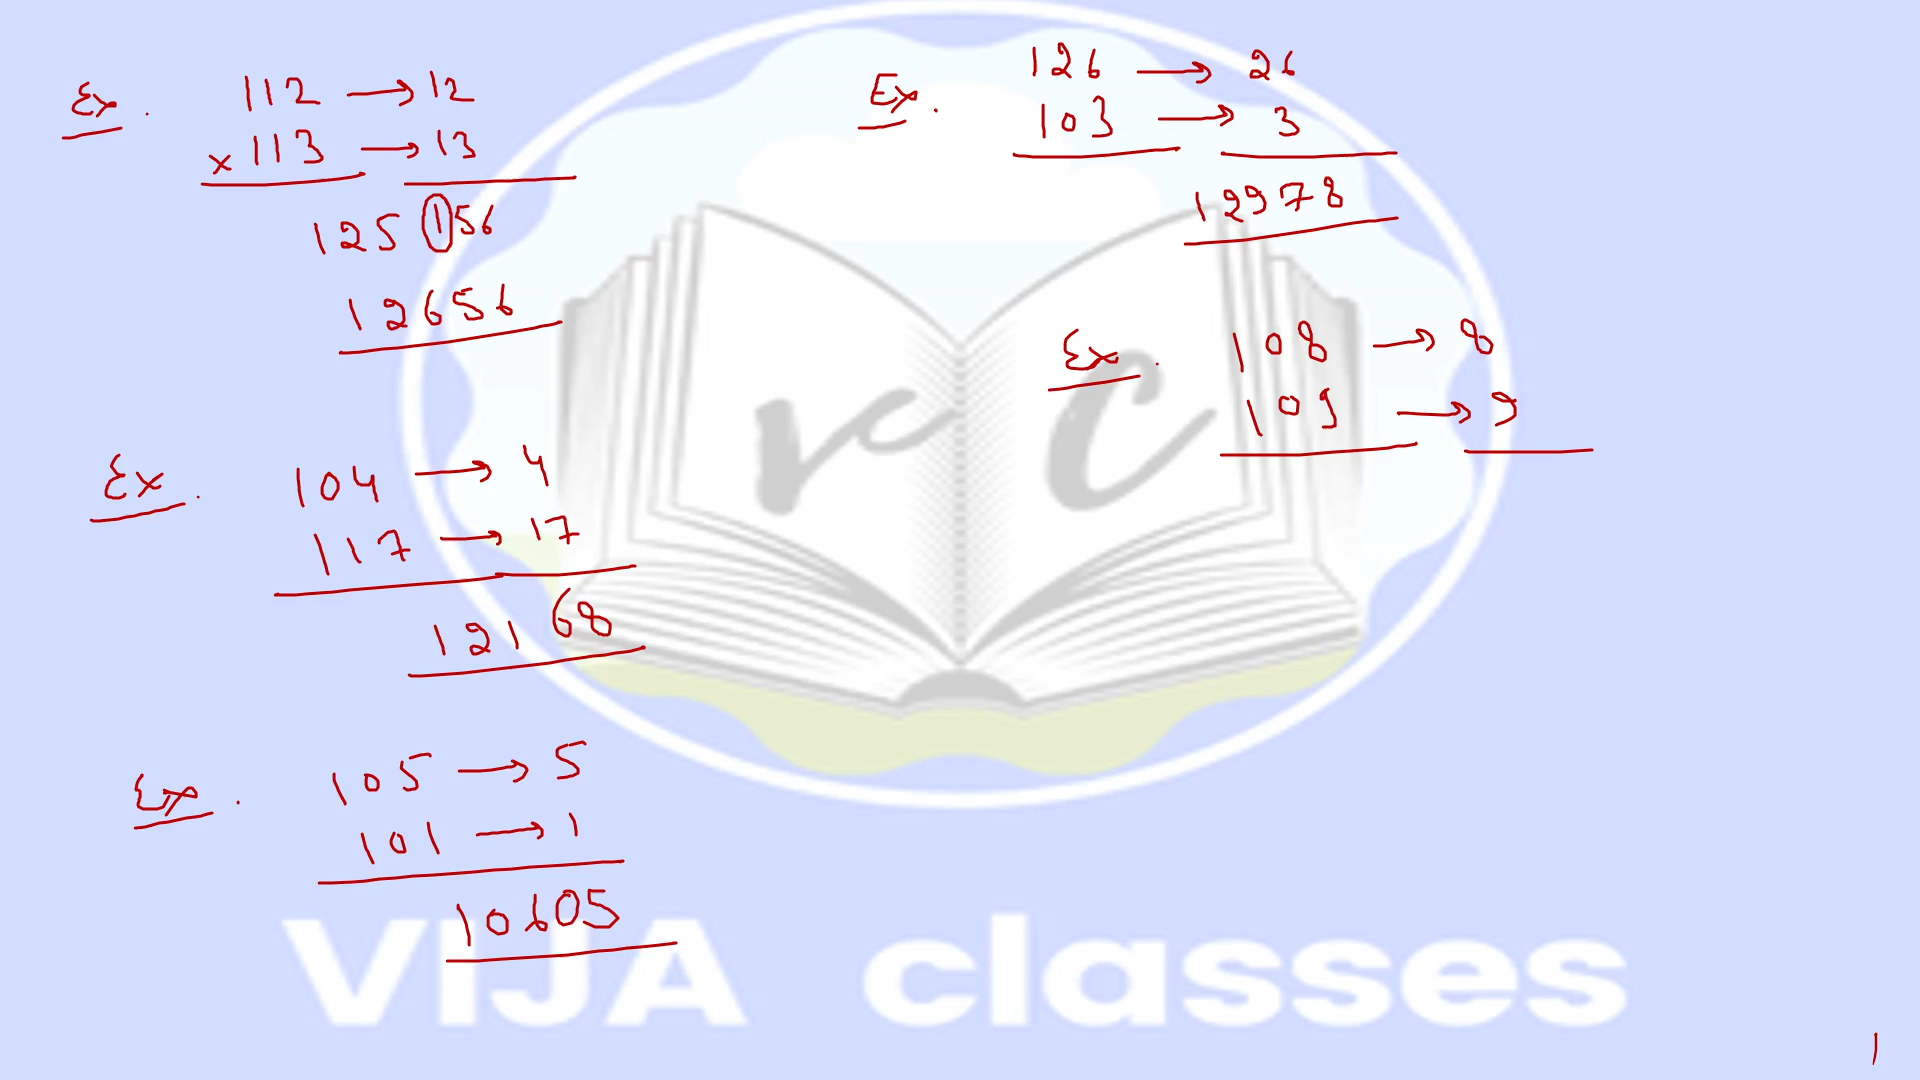 Ex. 112 → 12
x 113 → 13
125 1 56
12656
Ex. 104 → 4
117 → 17
121 68
Ex. 105 → 5
101 → 1
10605
Ex. 126 → 26
103 → 3
12978
Ex. 108 → 8
109 → 9
vc
VIJA classes
1